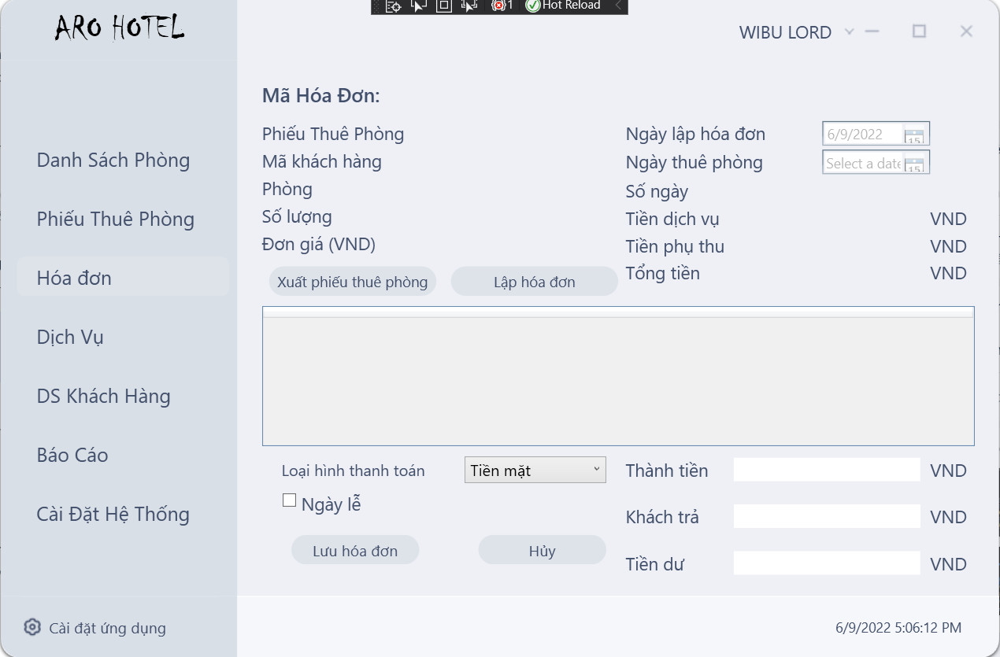 1 Hot Reload
ARO HOTEL
WIBU LORD
Danh Sách Phòng
Phiếu Thuê Phòng
Hóa đơn
Dịch Vụ
DS Khách Hàng
Báo Cáo
Cài Đặt Hệ Thống
Cài đặt ứng dụng
Mã Hóa Đơn:
Phiếu Thuê Phòng
Mã khách hàng
Phòng
Số lượng
Đơn giá (VND)
Xuất phiếu thuê phòng Lập hóa đơn
Ngày lập hóa đơn 6/9/2022 15
Ngày thuê phòng Select a date 15
Số ngày
Tiền dịch vụ VND
Tiền phụ thu VND
Tổng tiền VND
Loại hình thanh toán Tiền mặt
Ngày lễ
Lưu hóa đơn Hủy
Thành tiền VND
Khách trả VND
Tiền dư VND
6/9/2022 5:06:12 PM